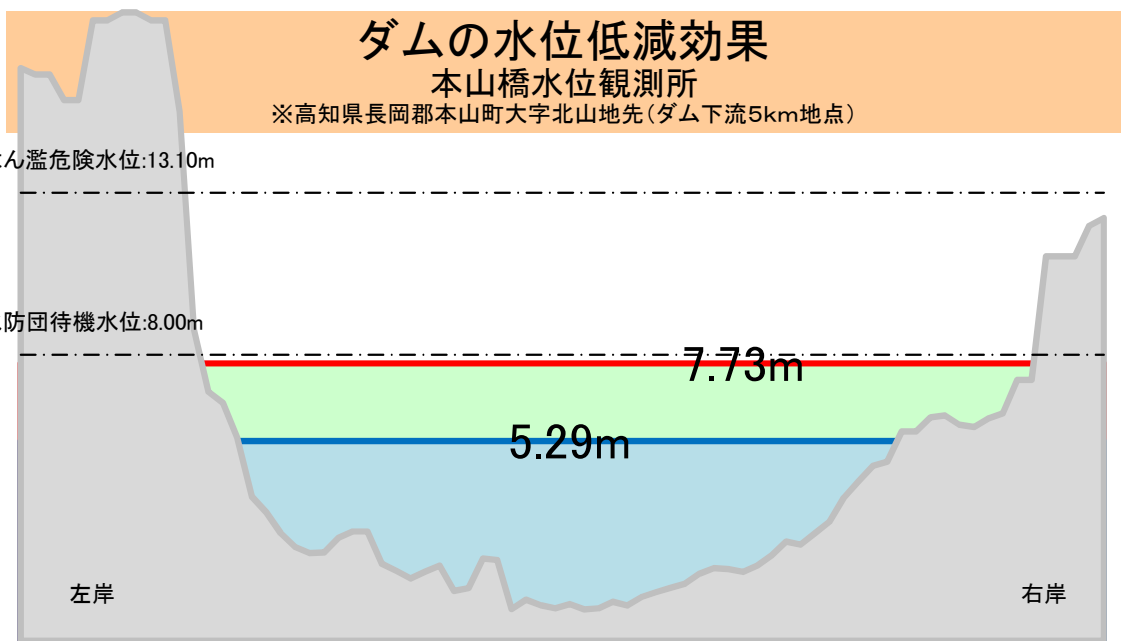 ダムの水位低減効果
本山橋水位観測所
※高知県長岡郡本山町大字北山地先(ダム下流5km地点)
ん濫危険水位:13.10m
防団待機水位:8.00m
7.73m
5.29m
左岸
右岸